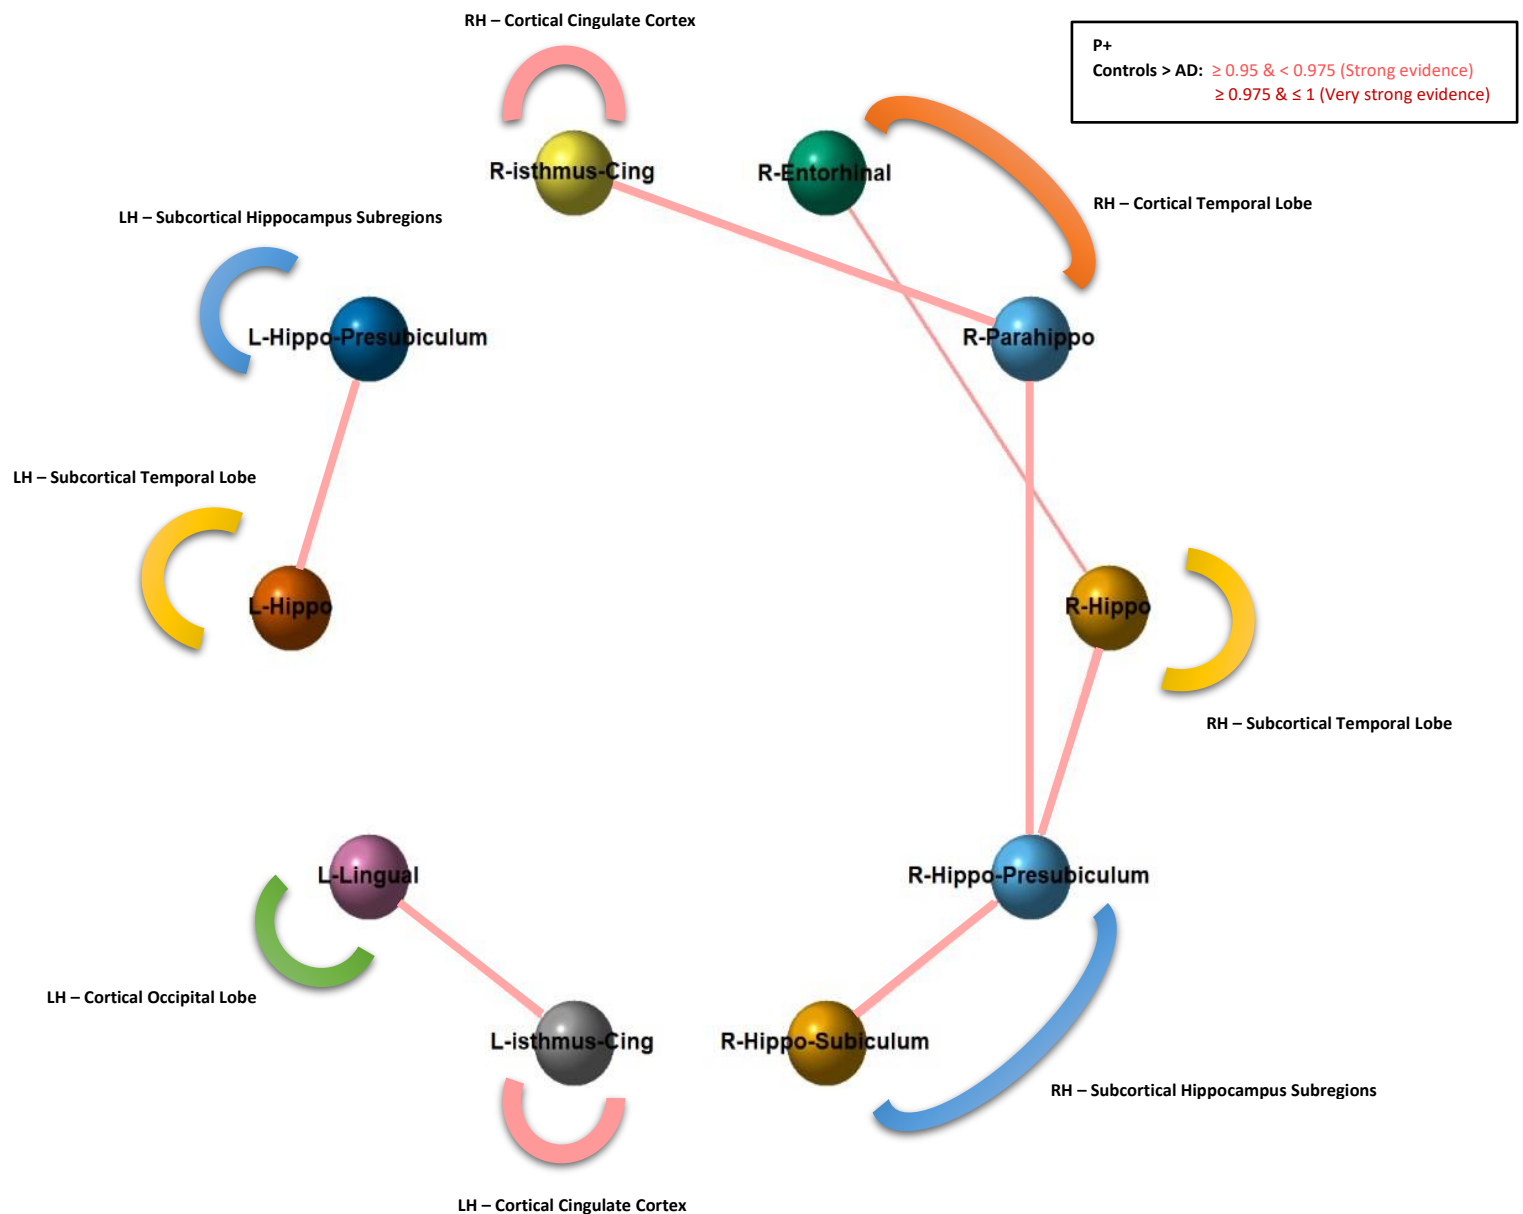 RH – Cortical Cingulate Cortex
P+
Controls > AD: ≥ 0.95 & < 0.975 (Strong evidence)
≥ 0.975 & ≤ 1 (Very strong evidence)
R-isthmus-Cing
R-Entorhinal
RH – Cortical Temporal Lobe
LH – Subcortical Hippocampus Subregions
L-Hippo-Presubiculum
R-Parahippo
LH – Subcortical Temporal Lobe
L-Hippo
R-Hippo
RH – Subcortical Temporal Lobe
L-Lingual
R-Hippo-Presubiculum
LH – Cortical Occipital Lobe
L-isthmus-Cing
R-Hippo-Subiculum
RH – Subcortical Hippocampus Subregions
LH – Cortical Cingulate Cortex